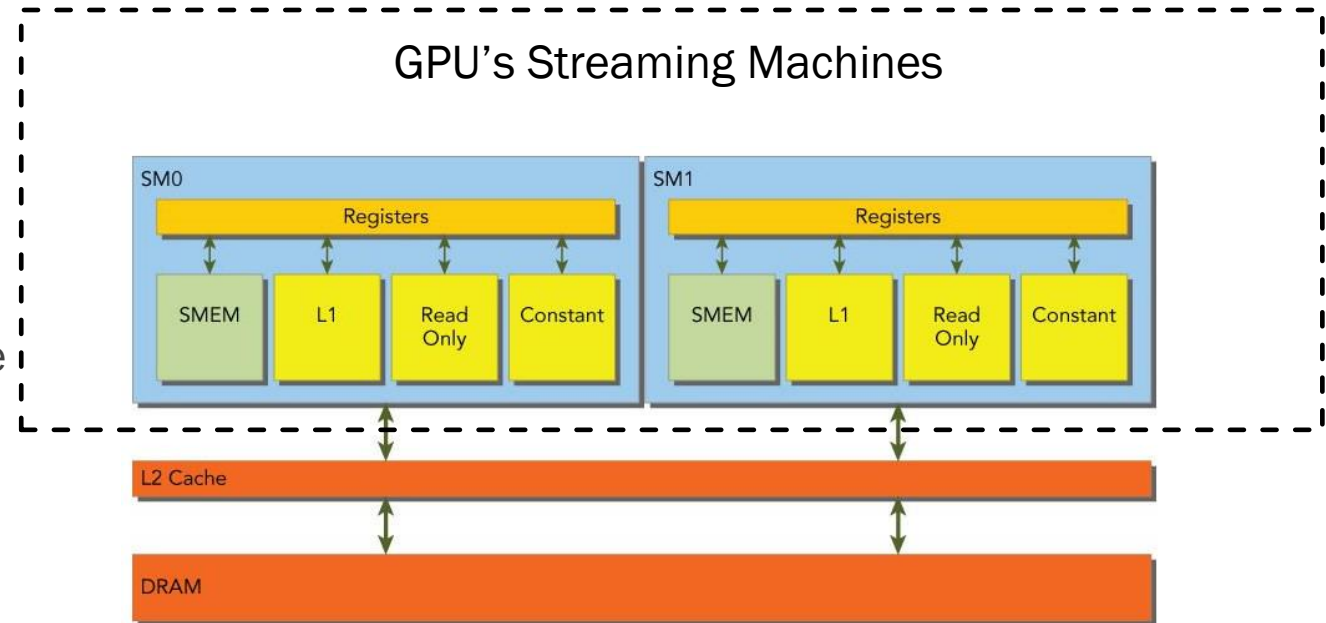 GPU's Streaming Machines
SM0
Registers
SMEM
L1
Read
Only
Constant
SM1
Registers
SMEM
L1
Read
Only
Constant
e
L2 Cache
DRAM